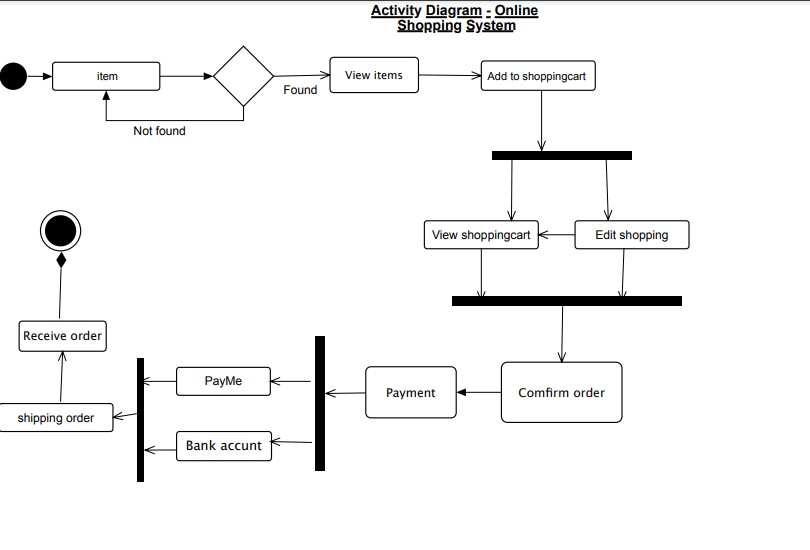 Activity Diagram - Online
Shopping System
item
Found
Not found
View items
Add to shoppingcart
View shoppingcart
Edit shopping
Comfirm order
Payment
PayMe
Bank accunt
shipping order
Receive order